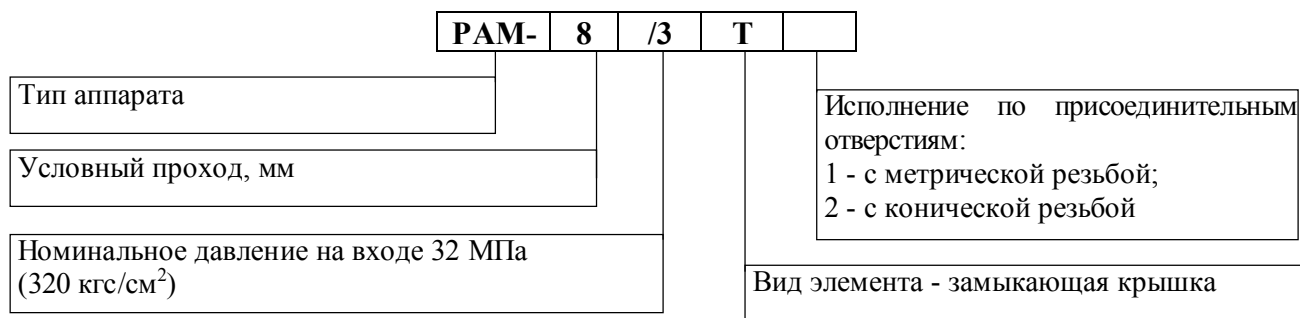 РАМ- 8 /3 Т
Тип аппарата
Условный проход, мм
Номинальное давление на входе 32 МПа
(320 кгс/см²)
Исполнение по присоединительным
отверстиям:
1 - с метрической резьбой;
2 - с конической резьбой
Вид элемента - замыкающая крышка